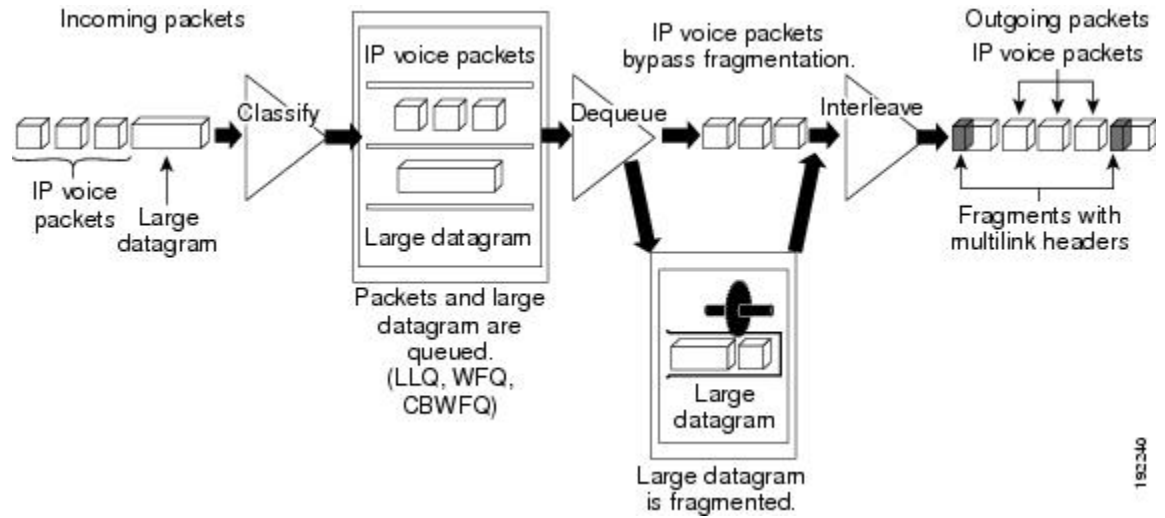 Incoming packets
Classify
IP voice
packets
Large
datagram
IP voice packets
Large datagram
Packets and large
datagram are
queued.
(LLQ, WFQ,
CBWFQ)
Dequeue
IP voice packets
bypass fragmentation.
Large
datagram
Large datagram
is fragmented.
Interleave
Outgoing packets
IP voice packets
Fragments with
multilink headers
192240